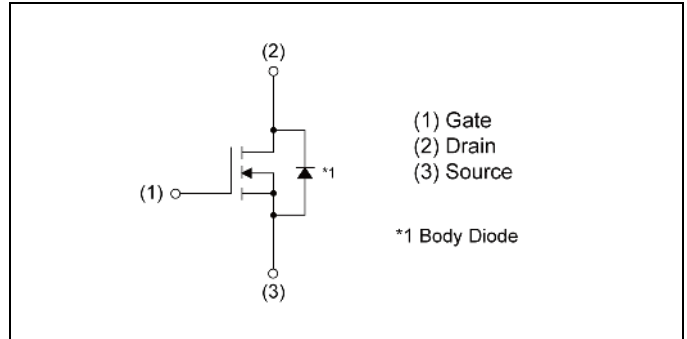 (2)
(1) Gate
(2) Drain
(3) Source
*1
(1)
*1 Body Diode
(3)